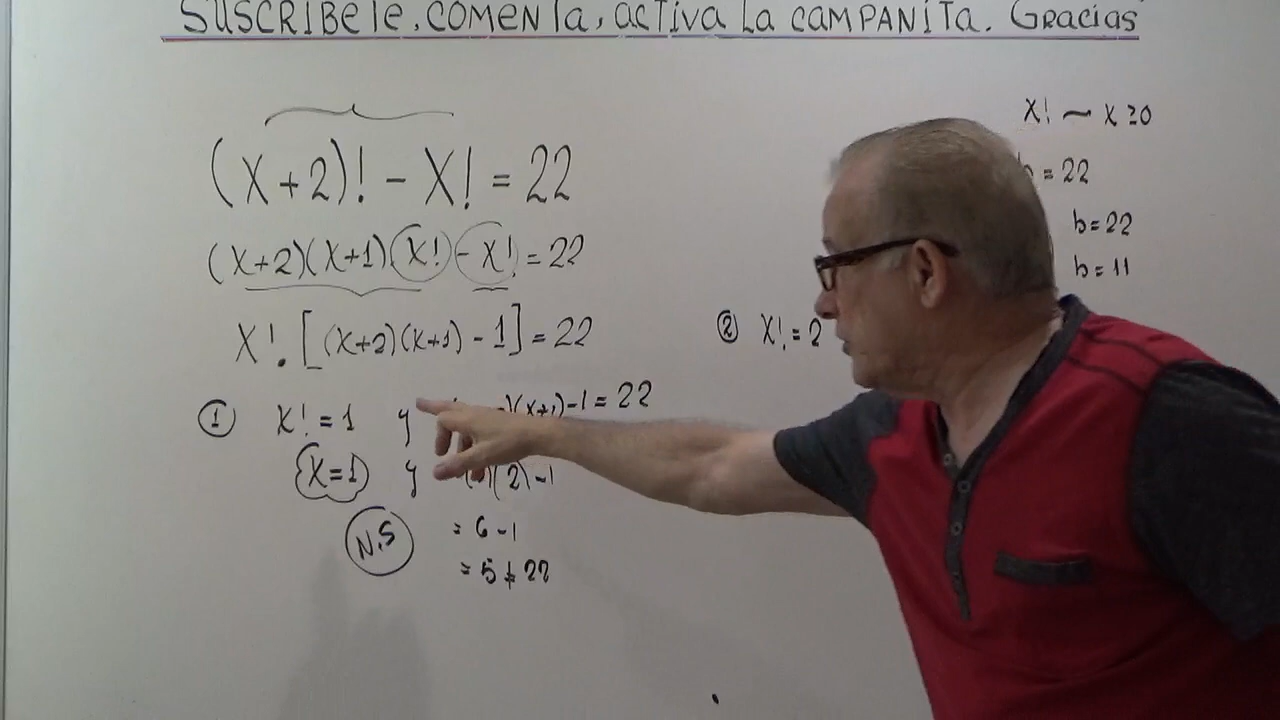 SUSCRIBETE, COMENTA, ACTIVA LA CAMPANITA. Gracias
(X+2)! - X! = 22
(X+2)(X+1)(X!) - X! = 22
X! . [(X+2)(X+1) - 1] = 22
① X! = 1 y )(X+1)-1 = 22
X=1 y )(2)-1
N.S = 6-1
= 5 ≠ 22
X! ~ X ≥ 0
= 22
b=22
b=11
② X! = 2